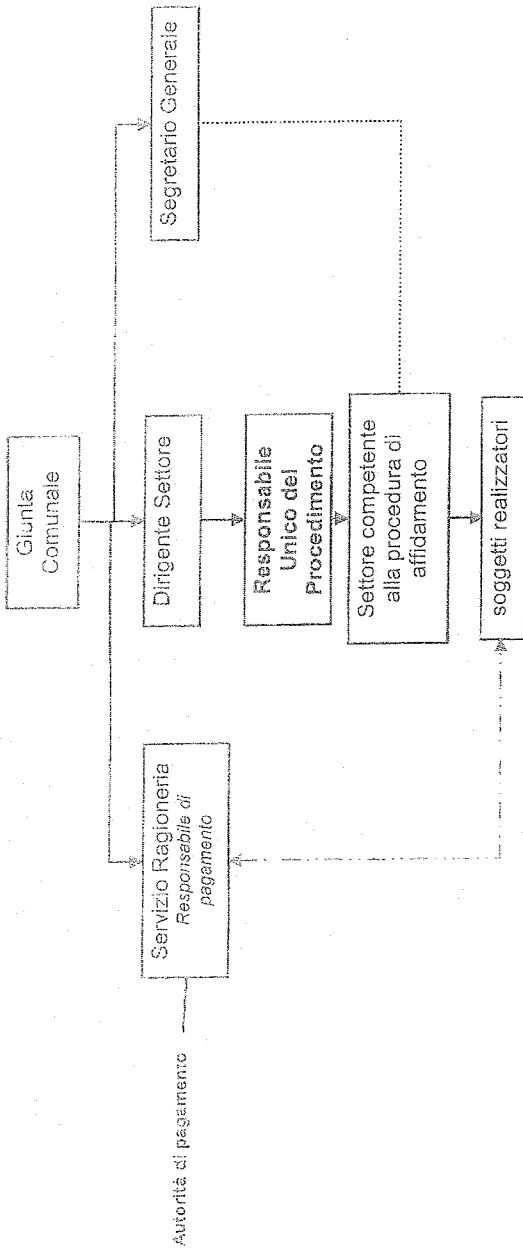 Giunta
Comunale
Autorità di pagamento
Servizio Ragioneria
Responsabile di
pagamento
Dirigente Settore
Segretario Generale
Responsabile
Unico del
Procedimento
Settore competente
alla procedura di
affidamento
soggetti realizzatori